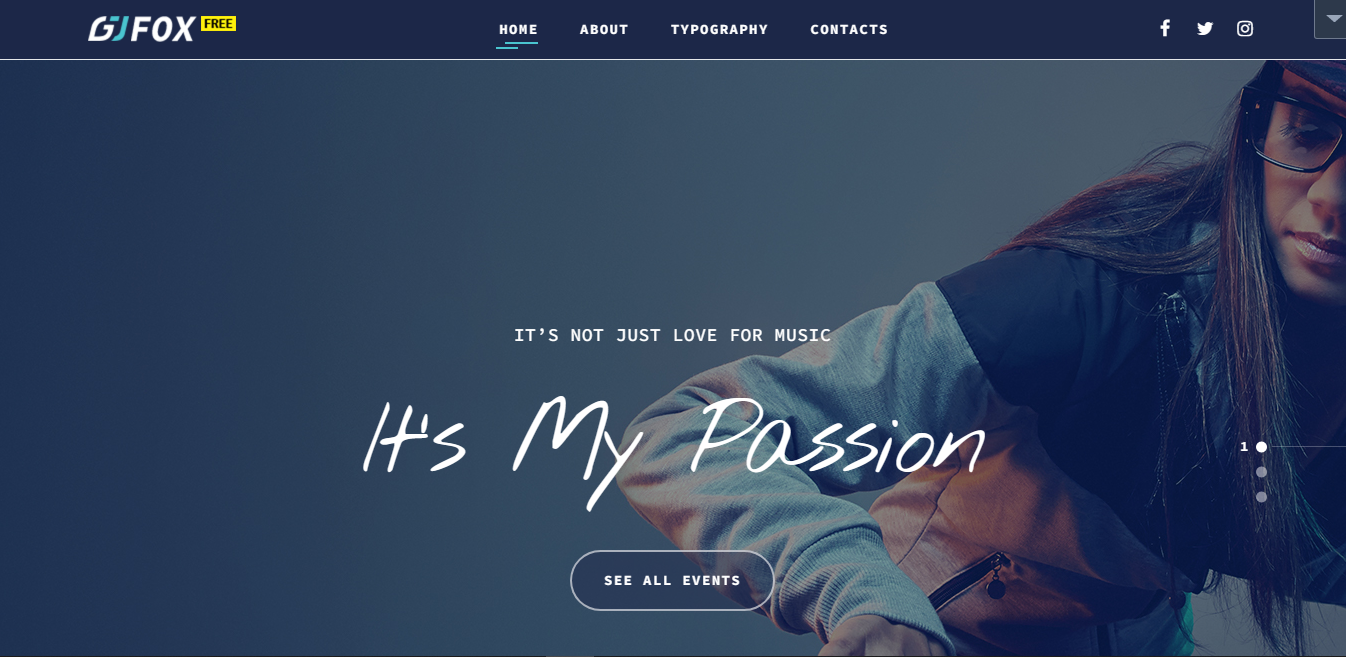 GJFOX FREE
HOME ABOUT TYPOGRAPHY CONTACTS
IT’S NOT JUST LOVE FOR MUSIC
It's My Passion
1
SEE ALL EVENTS